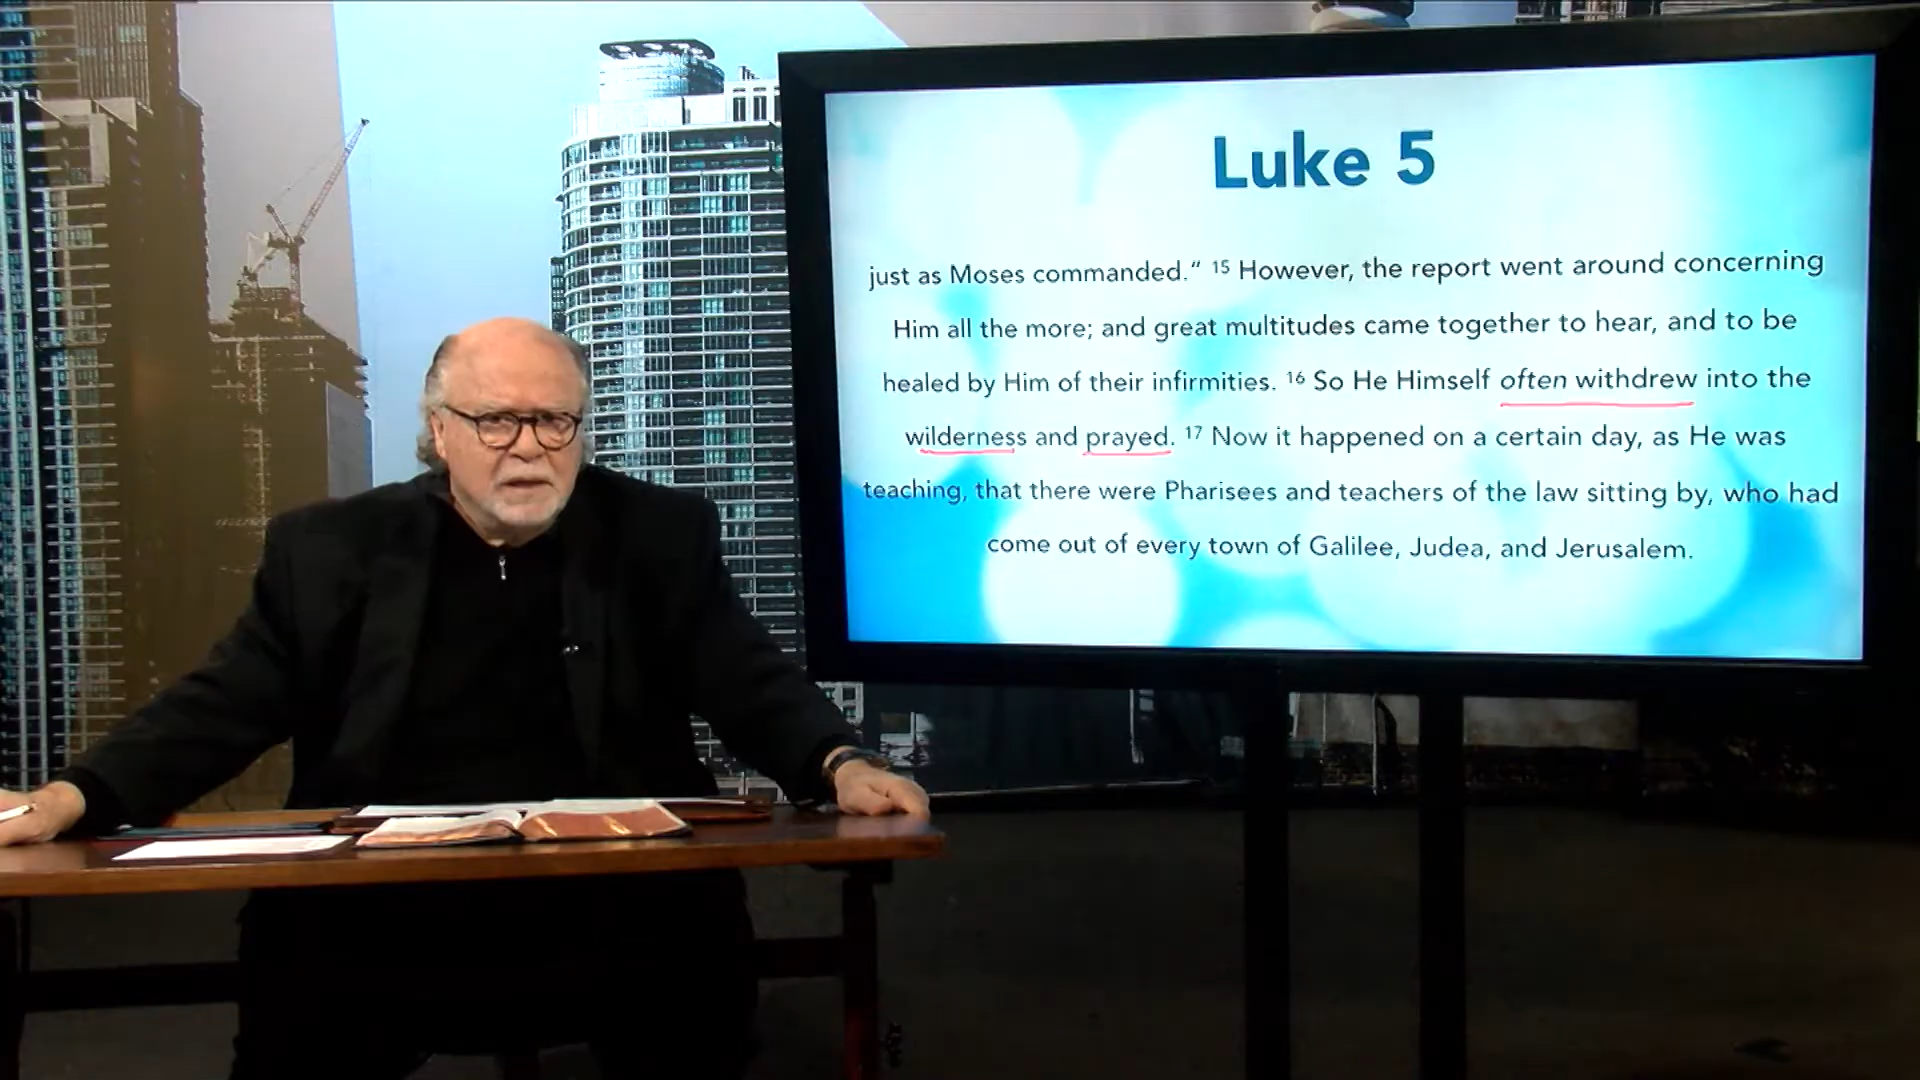 Luke 5
just as Moses commanded.“ 15 However, the report went around concerning
Him all the more; and great multitudes came together to hear, and to be
healed by Him of their infirmities. 16 So He Himself often withdrew into the
wilderness and prayed. 17 Now it happened on a certain day, as He was
teaching, that there were Pharisees and teachers of the law sitting by, who had
come out of every town of Galilee, Judea, and Jerusalem.